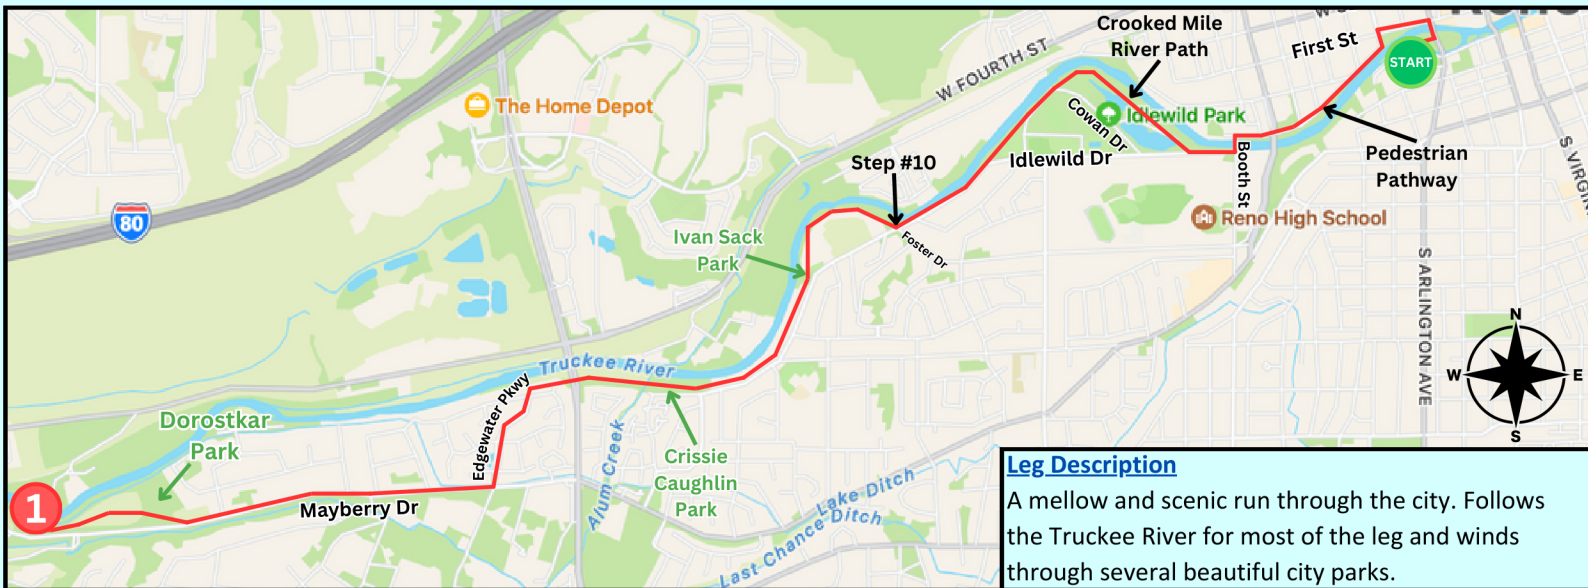 Crooked Mile
River Path
First St
START
W FOURTH ST
The Home Depot
Idlewild Park
Cowan Dr
Idlewild Dr
Booth St
Pedestrian
Pathway
S VIRGIN
Step #10
80
Reno High School
Ivan Sack
Park
Foster Dr
S ARLINGTON AVE
N
W
E
S
Truckee River
Edgewater Pkwy
Dorostkar
Park
Crissie
Caughlin
Park
Alum Creek
1
Mayberry Dr
Lake Ditch
Last Chance Ditch
Leg Description
A mellow and scenic run through the city. Follows
the Truckee River for most of the leg and winds
through several beautiful city parks.